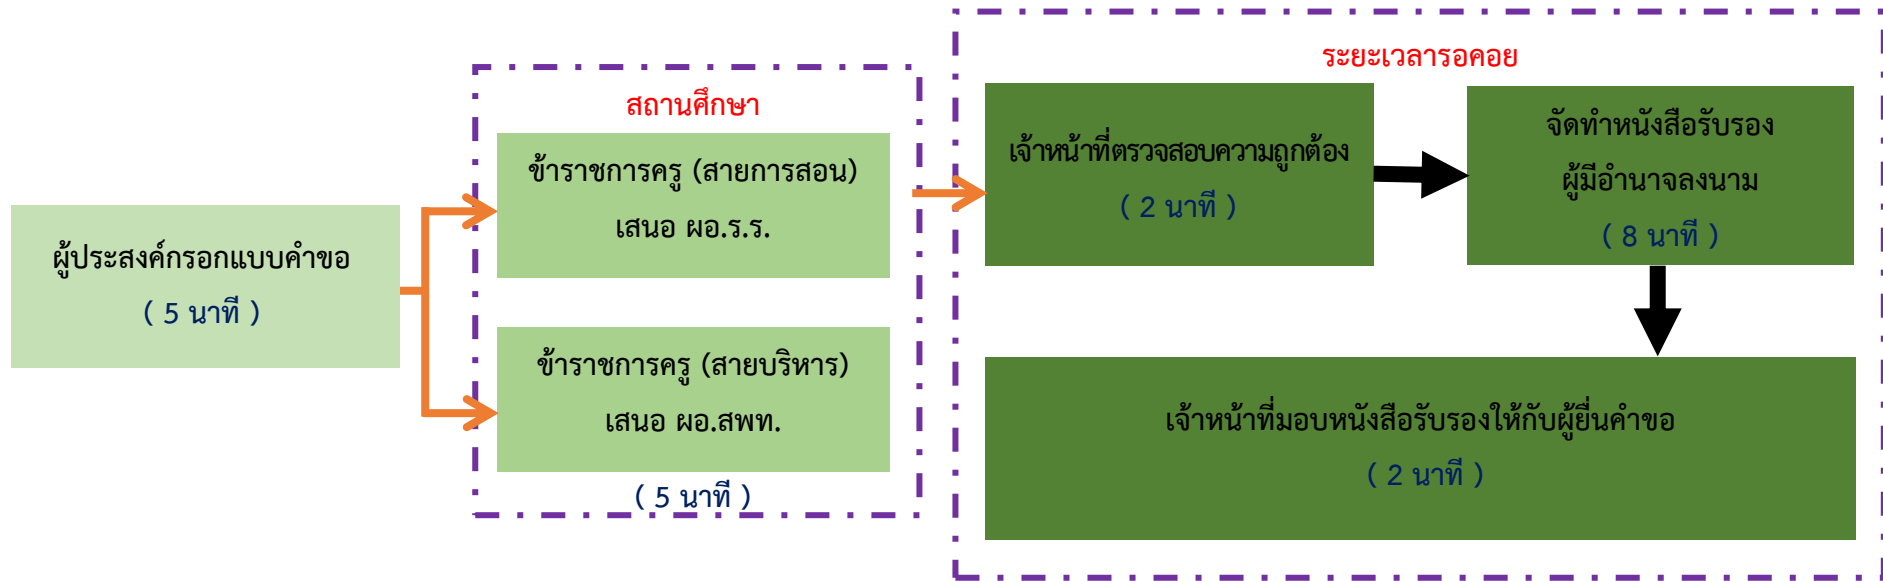 ผู้ประสงค์กรอกแบบคำขอ
( 5 นาที )
สถานศึกษา
ข้าราชการครู (สายการสอน)
เสนอ ผอ.ร.ร.
ข้าราชการครู (สายบริหาร)
เสนอ ผอ.สพท.
( 5 นาที )
ระยะเวลารอคอย
เจ้าหน้าที่ตรวจสอบความถูกต้อง
( 2 นาที )
จัดทำหนังสือรับรอง
ผู้มีอำนาจลงนาม
( 8 นาที )
เจ้าหน้าที่มอบหนังสือรับรองให้กับผู้ยื่นคำขอ
( 2 นาที )